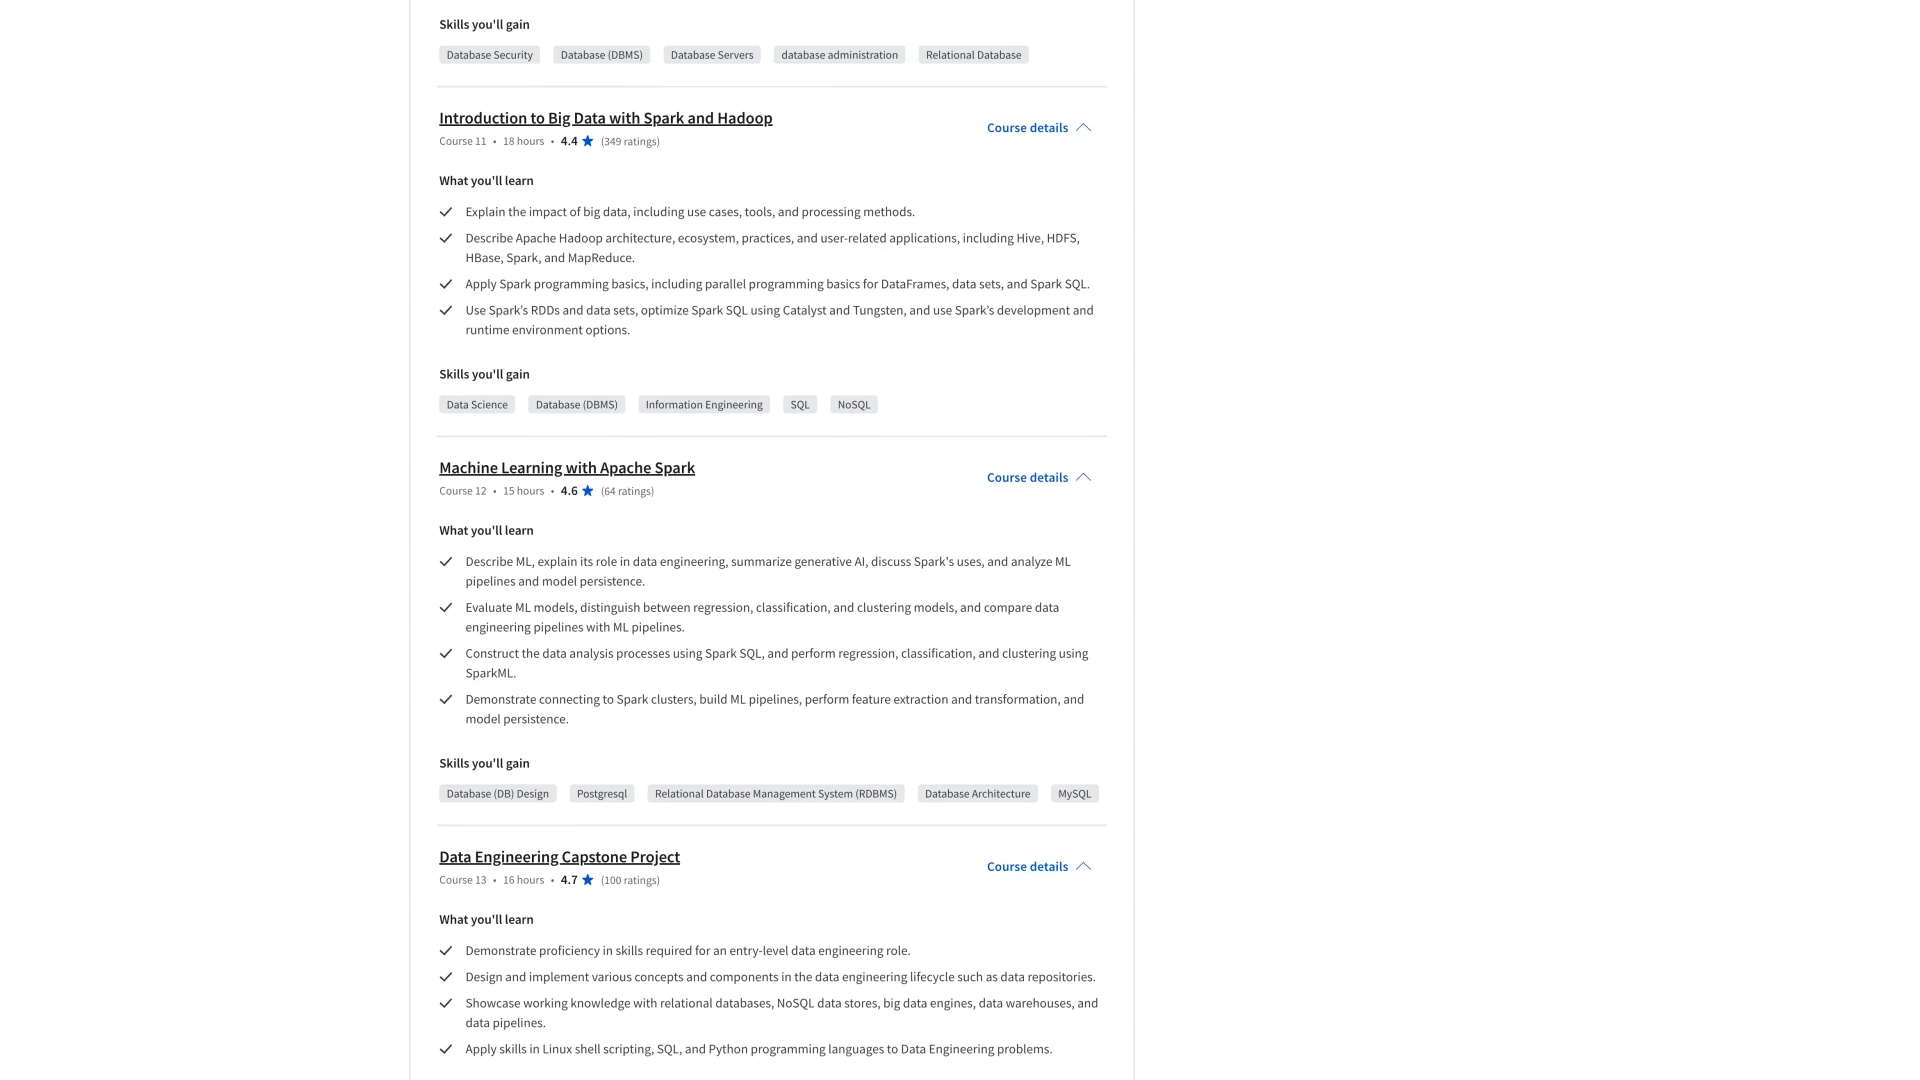 Skills you'll gain
Database Security Database (DBMS) Database Servers database administration Relational Database
Introduction to Big Data with Spark and Hadoop
Course details
Course 11 • 18 hours • 4.4 ★ (349 ratings)
What you'll learn
Explain the impact of big data, including use cases, tools, and processing methods.
Describe Apache Hadoop architecture, ecosystem, practices, and user-related applications, including Hive, HDFS,
HBase, Spark, and MapReduce.
Apply Spark programming basics, including parallel programming basics for DataFrames, data sets, and Spark SQL.
Use Spark’s RDDs and data sets, optimize Spark SQL using Catalyst and Tungsten, and use Spark’s development and
runtime environment options.
Skills you'll gain
Data Science Database (DBMS) Information Engineering SQL NoSQL
Machine Learning with Apache Spark
Course details
Course 12 • 15 hours • 4.6 ★ (64 ratings)
What you'll learn
Describe ML, explain its role in data engineering, summarize generative AI, discuss Spark's uses, and analyze ML
pipelines and model persistence.
Evaluate ML models, distinguish between regression, classification, and clustering models, and compare data
engineering pipelines with ML pipelines.
Construct the data analysis processes using Spark SQL, and perform regression, classification, and clustering using
SparkML.
Demonstrate connecting to Spark clusters, build ML pipelines, perform feature extraction and transformation, and
model persistence.
Skills you'll gain
Database (DB) Design Postgresql Relational Database Management System (RDBMS) Database Architecture MySQL
Data Engineering Capstone Project
Course details
Course 13 • 16 hours • 4.7 ★ (100 ratings)
What you'll learn
Demonstrate proficiency in skills required for an entry-level data engineering role.
Design and implement various concepts and components in the data engineering lifecycle such as data repositories.
Showcase working knowledge with relational databases, NoSQL data stores, big data engines, data warehouses, and
data pipelines.
Apply skills in Linux shell scripting, SQL, and Python programming languages to Data Engineering problems.